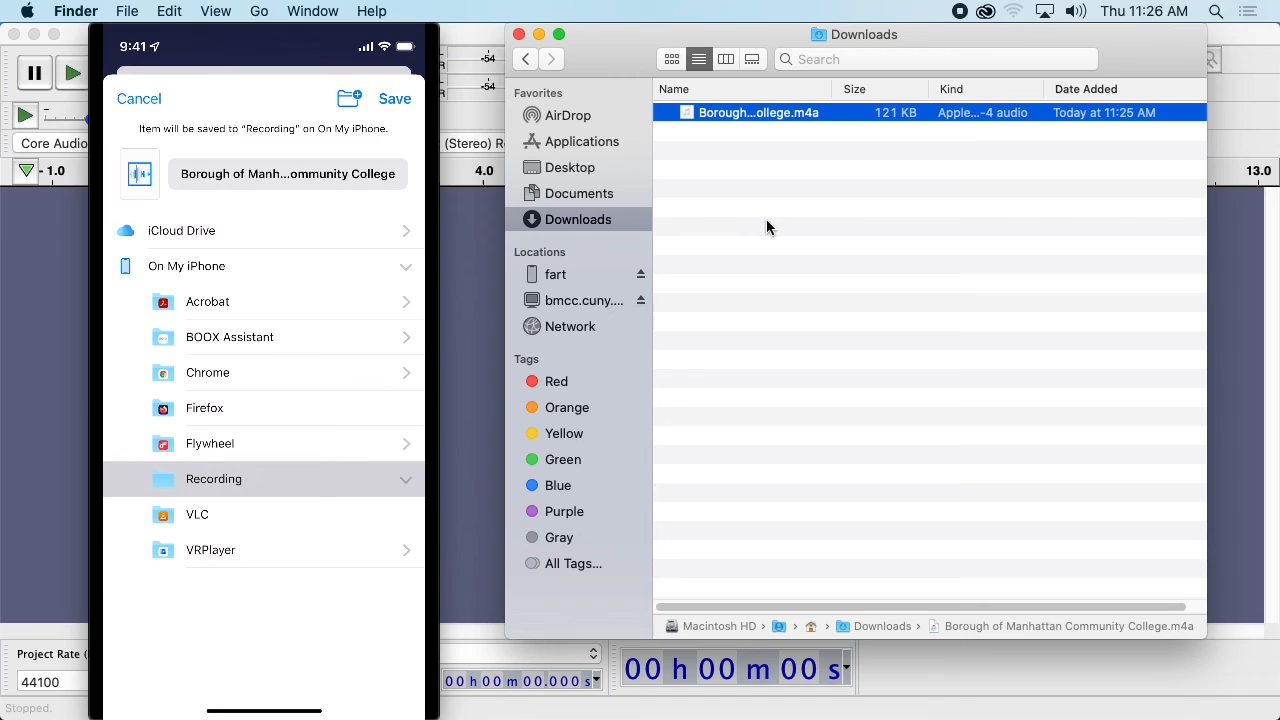 Finder File Edit View Go Window Help Thu 11:26 AM
9:41
Cancel Save
Item will be saved to “Recording” on On My iPhone.
Borough of Manh...ommunity College
iCloud Drive
On My iPhone
Acrobat
BOOX Assistant
Chrome
Firefox
Flywheel
Recording
VLC
VRPlayer
Downloads
Search
Favorites
AirDrop
Applications
Desktop
Documents
Downloads
Locations
fart
bmcc.cuny....
Network
Tags
Red
Orange
Yellow
Green
Blue
Purple
Gray
All Tags...
Name Size Kind Date Added
Borough...ollege.m4a 121 KB Apple...-4 audio Today at 11:25 AM
Macintosh HD › › › Downloads › Borough of Manhattan Community College.m4a
-54
-54
Core Audio (Stereo) Re
-1.0 4.0 13.0
Project Rate (
44100
00 h 00 m 00.000 s
00 h 00 m 00 s
Stopped.